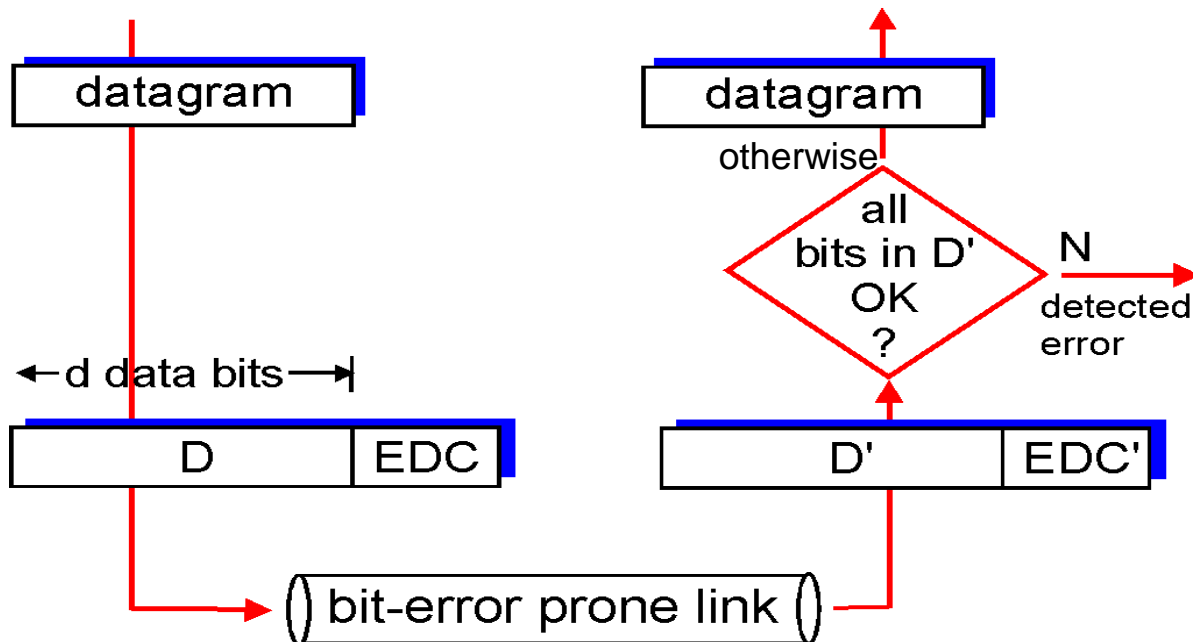 datagram
datagram
otherwise
all
bits in D'
OK
?
N
detected
error
d data bits
D
EDC
D'
EDC'
bit-error prone link